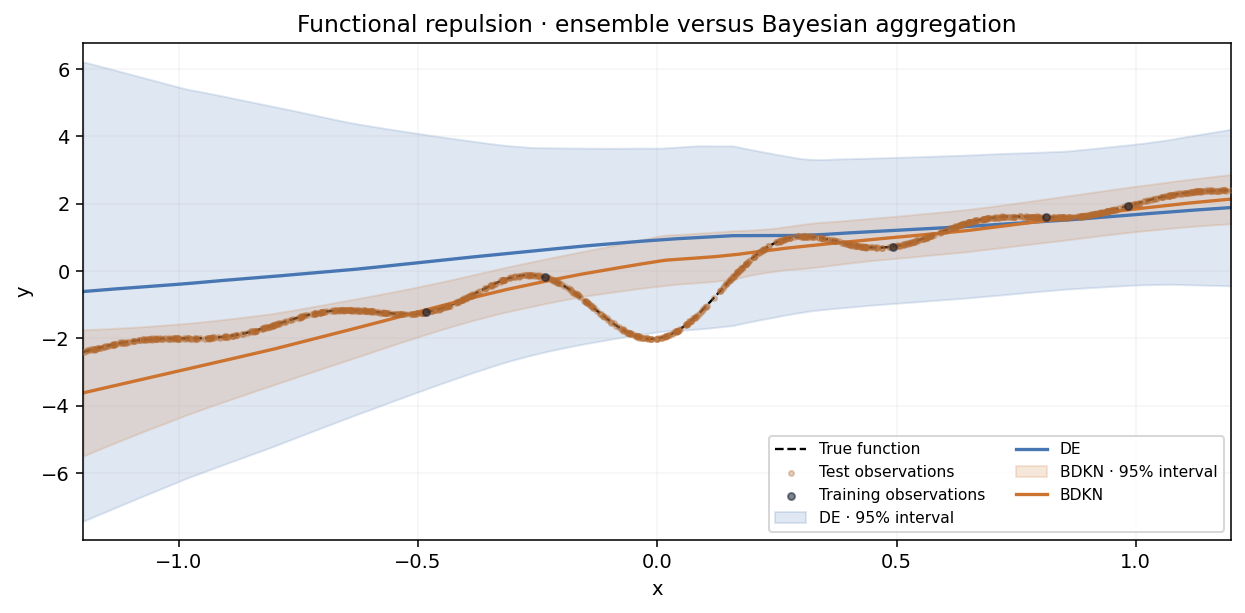 Functional repulsion · ensemble versus Bayesian aggregation
y
6
4
2
0
−2
−4
−6
True function
Test observations
Training observations
DE · 95% interval
DE
BDKN · 95% interval
BDKN
−1.0
−0.5
0.0
0.5
1.0
x